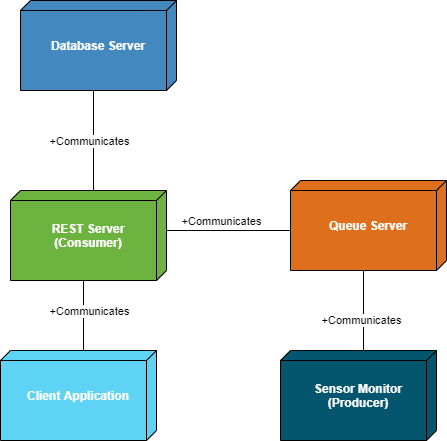 Database Server
+Communicates
REST Server
(Consumer)
+Communicates
Queue Server
+Communicates
+Communicates
Client Application
Sensor Monitor
(Producer)